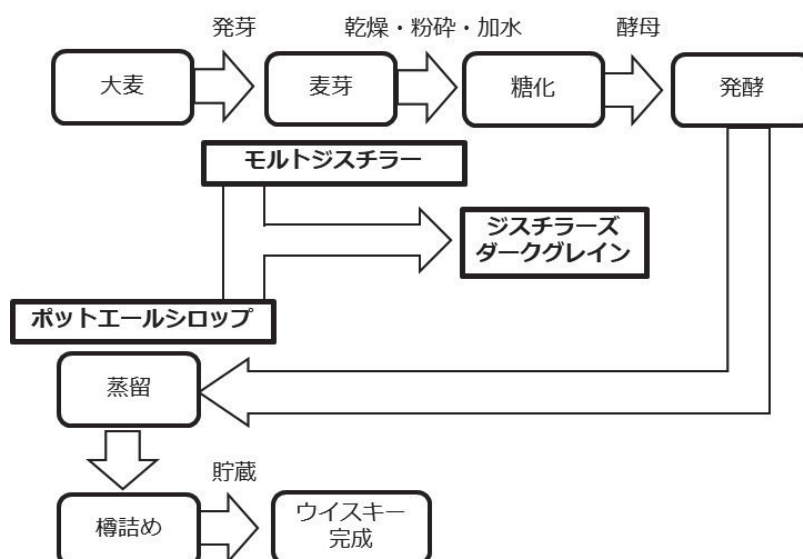 発芽
乾燥・粉砕・加水
酵母
大麦
麦芽
糖化
発酵
モルトジスチラー
ジスチラーズ
ダークグレイン
ポットエールシロップ
蒸留
貯蔵
樽詰め
ウイスキー
完成